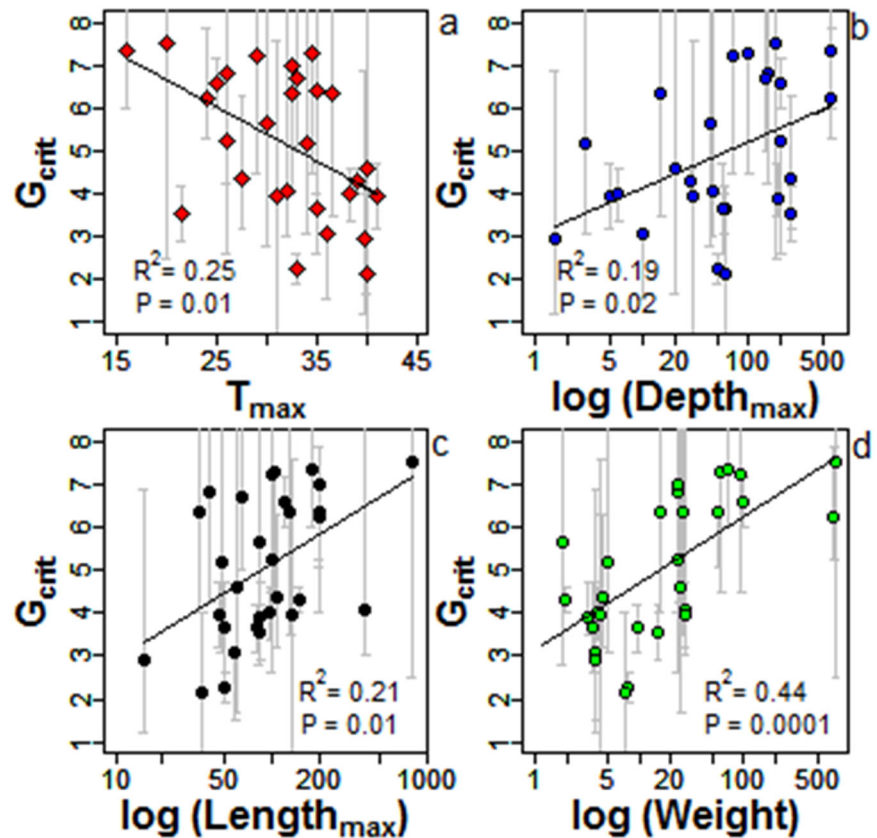 a
8
7
6
5
4
3
2
1
Gcrit
R2= 0.25
P = 0.01
15 25 35 45
Tmax
b
8
7
6
5
4
3
2
1
Gcrit
R2= 0.19
P = 0.02
1 5 20 100 500
log (Depthmax)
c
8
7
6
5
4
3
2
1
Gcrit
R2= 0.21
P = 0.01
10 50 200 1000
log (Lengthmax)
d
8
7
6
5
4
3
2
1
Gcrit
R2= 0.44
P = 0.0001
1 5 20 100 500
log (Weight)